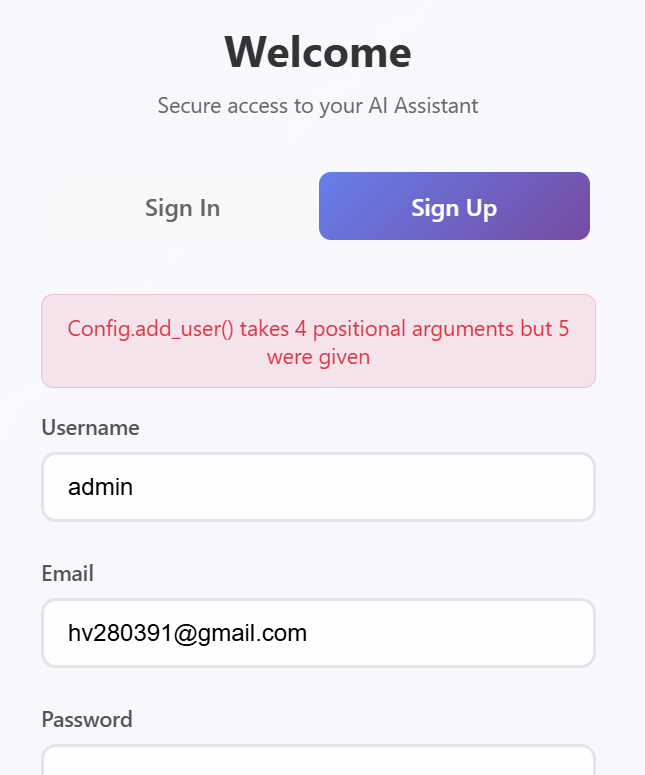 Welcome
Secure access to your AI Assistant
Sign In
Sign Up
Config.add_user() takes 4 positional arguments but 5
were given
Username
admin
Email
hv280391@gmail.com
Password